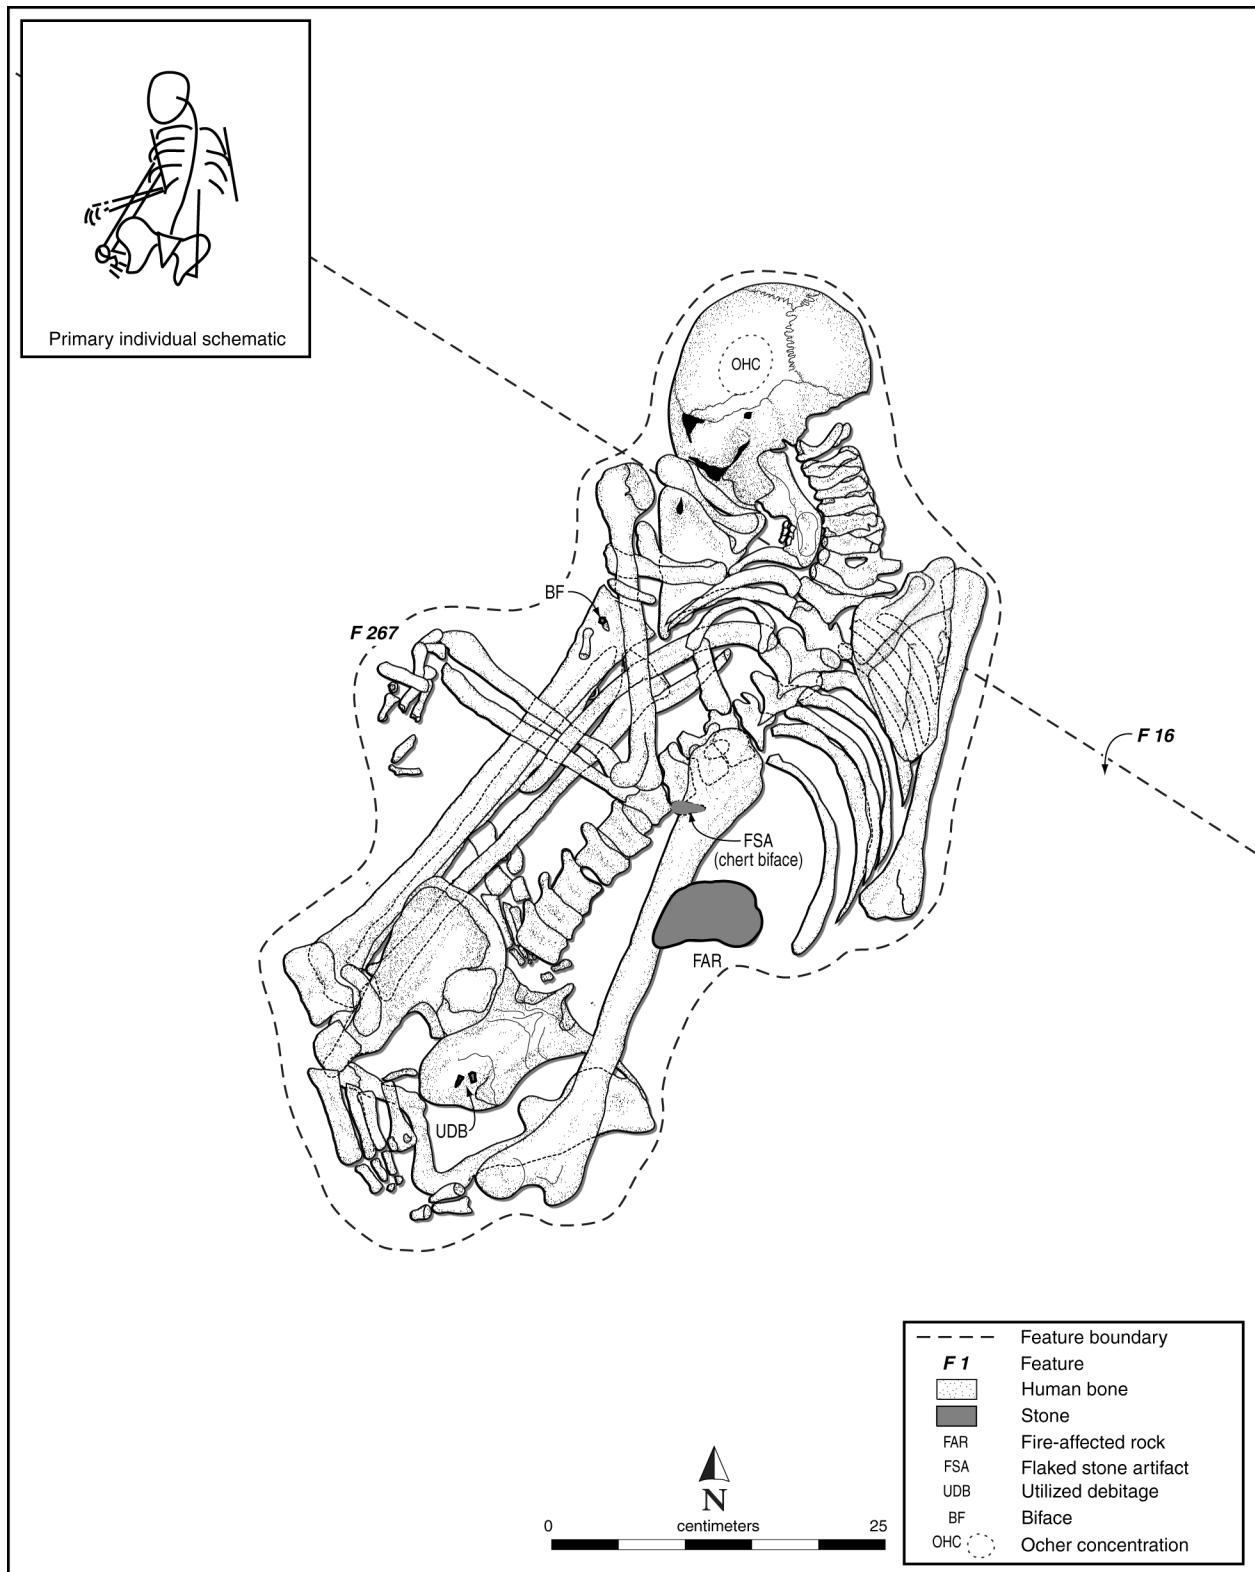 Primary individual schematic
OHC
BF
F 267
F 16
FSA
(chert biface)
FAR
UDB
Feature boundary
F 1 Feature
Human bone
Stone
FAR Fire-affected rock
FSA Flaked stone artifact
UDB Utilized debitage
BF Biface
OHC Ocher concentration
N
0 centimeters 25